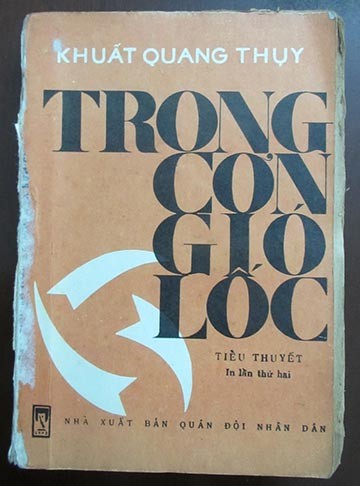 KHUẤT QUANG THỤY
TRONG
CƠN
GIÓ
LỐC
TIỂU THUYẾT
In lần thứ hai
NHÀ XUẤT BẢN QUÂN ĐỘI NHÂN DÂN